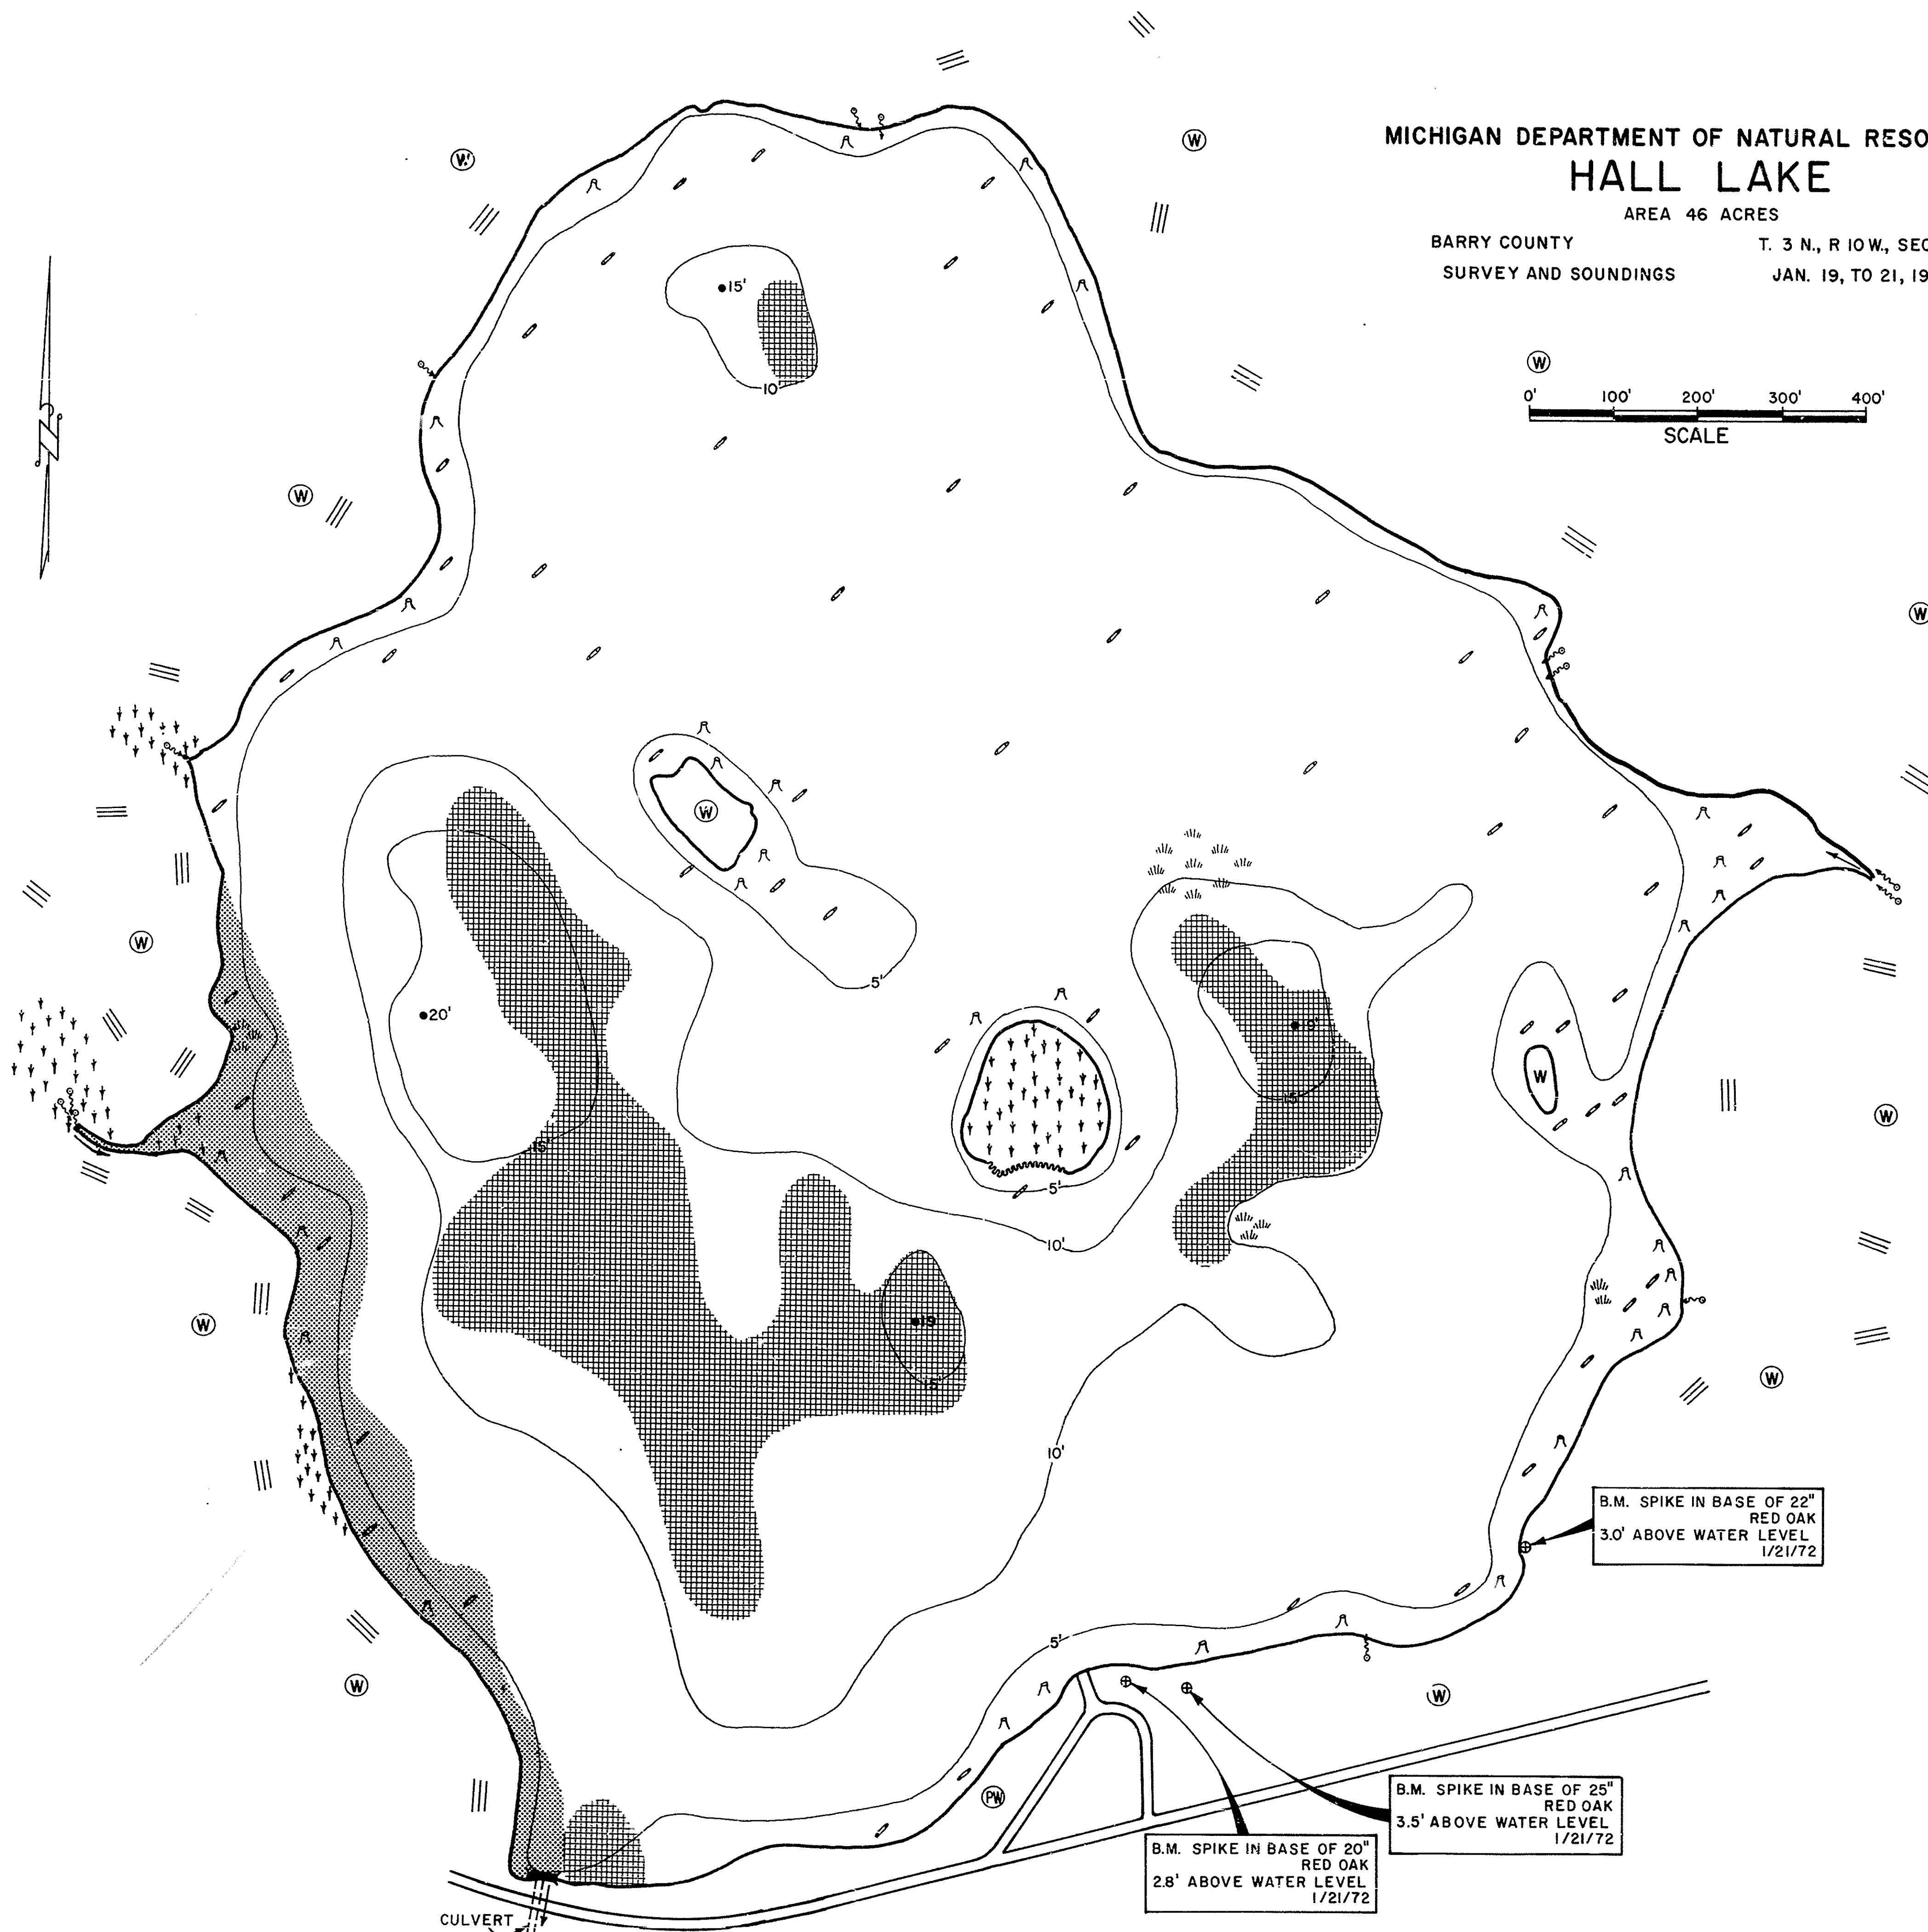 MICHIGAN DEPARTMENT OF NATURAL RESO
HALL LAKE
AREA 46 ACRES
BARRY COUNTY T. 3 N., R 10 W., SEC
SURVEY AND SOUNDINGS JAN. 19, TO 21, 19
0' 100' 200' 300' 400'
SCALE
N
W
W
W
W
W
15'
10'
W
5'
W
20'
15'
W
W
15'
5'
10'
W
19'
15'
W
W
10'
5'
W
W
PW
B.M. SPIKE IN BASE OF 22"
RED OAK
3.0' ABOVE WATER LEVEL
1/21/72
B.M. SPIKE IN BASE OF 25"
RED OAK
3.5' ABOVE WATER LEVEL
1/21/72
B.M. SPIKE IN BASE OF 20"
RED OAK
2.8' ABOVE WATER LEVEL
1/21/72
CULVERT